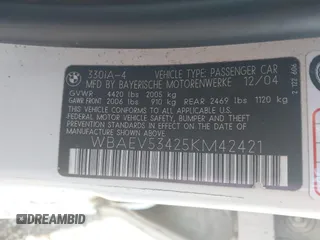 330iA-4 VEHICLE TYPE: PASSENGER CAR
MFD BY BAYERISCHE MOTORENWERKE 12/04
GVWR 4420 lbs 2005 kg
GAWR FRONT 2006 lbs 910 kg REAR 2469 lbs 1120 kg
THIS VEHICLE CONFORMS TO ALL APPLICABLE FEDERAL MOTOR
VEHICLE SAFETY, BUMPER, AND THEFT PREVENTION STANDARDS
IN EFFECT ON THE DATE OF MANUFACTURE SHOWN ABOVE.
WBAEV53425KM42421
DREAMBID
DREAMBID.COM